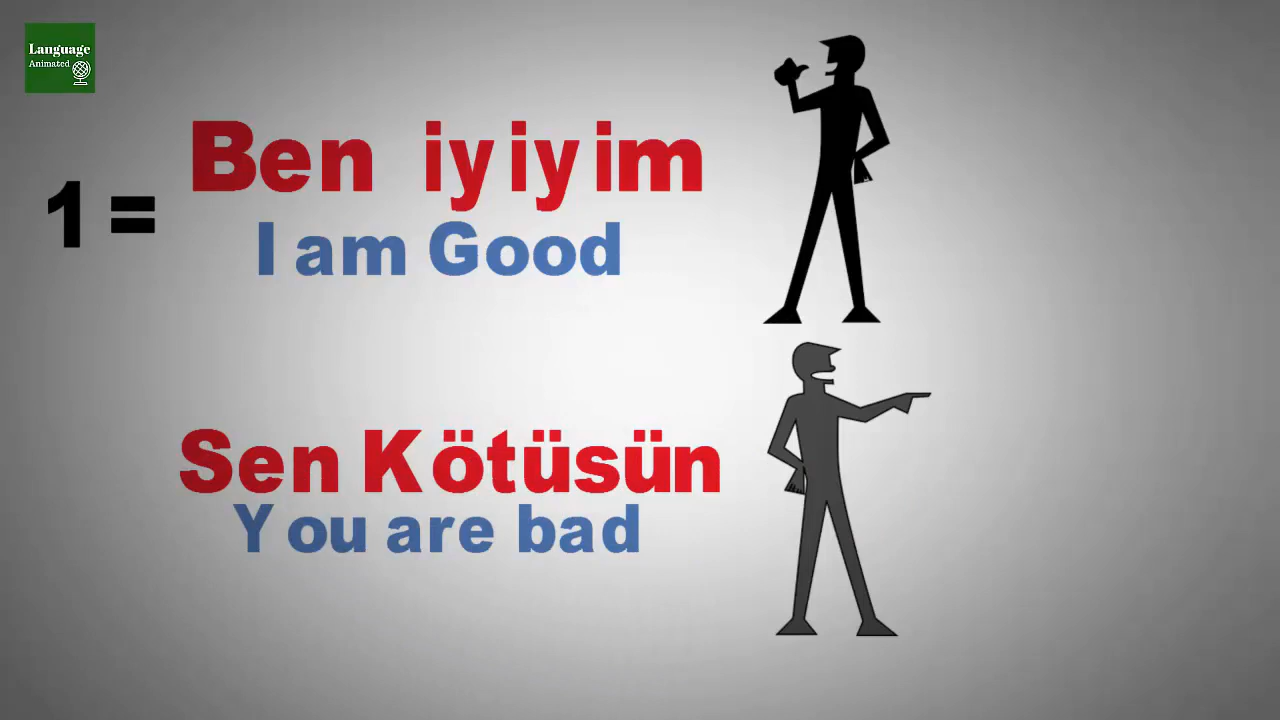 Language
Animated
1 =
Ben iyiyim
I am Good
Sen Kötüsün
You are bad